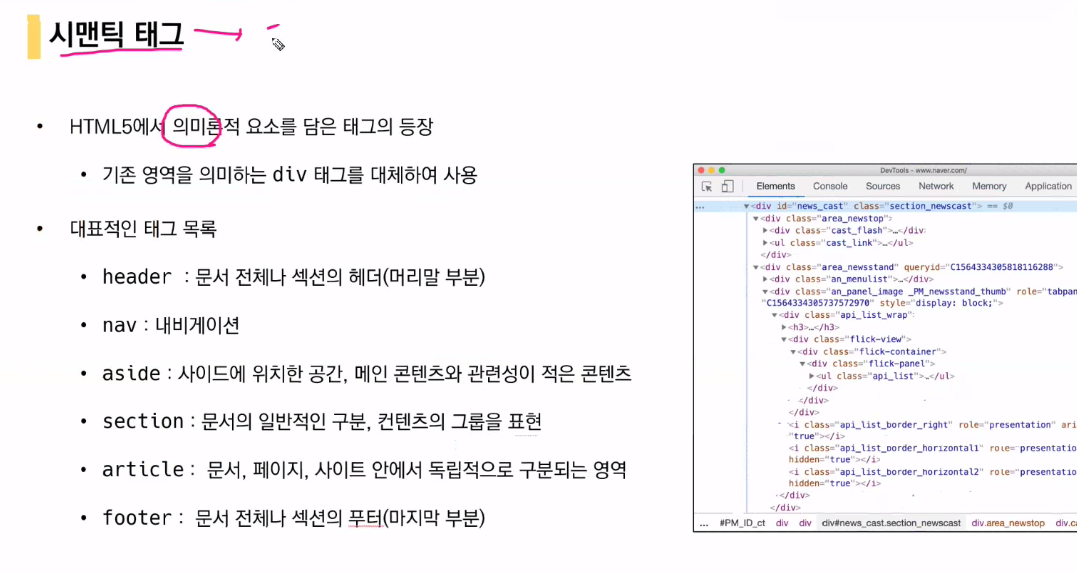 시맨틱 태그
• HTML5에서 의미론적 요소를 담은 태그의 등장
• 기존 영역을 의미하는 div 태그를 대체하여 사용
• 대표적인 태그 목록
• header : 문서 전체나 섹션의 헤더(머리말 부분)
• nav : 내비게이션
• aside : 사이드에 위치한 공간, 메인 콘텐츠와 관련성이 적은 콘텐츠
• section : 문서의 일반적인 구분, 컨텐츠의 그룹을 표현
• article : 문서, 페이지, 사이트 안에서 독립적으로 구분되는 영역
• footer : 문서 전체나 섹션의 푸터(마지막 부분)
DevTools - www.naver.com/
Elements Console Sources Network Memory Application
... ▼<div id="news_cast" class="section_newscast"> == $0
▼<div class="area_newstop">
▶<div class="cast_flash">…</div>
▶<ul class="cast_link">…</ul>
</div>
▼<div class="area_newsstand" queryid="C1564334305818116288">
▶<div class="an_menulist">…</div>
▼<div class="an_panel_image _PM_newsstand_thumb" role="tabpan
"C1564334305737572970" style="display: block;">
▼<div class="api_list_wrap">
▶<h3>…</h3>
▼<div class="flick-view">
▼<div class="flick-container">
▼<div class="flick-panel">
▶<ul class="api_list">…</ul>
</div>
</div>
</div>
<i class="api_list_border_right" role="presentation" ari
"true"></i>
<i class="api_list_border_horizontal1" role="presentatio
hidden="true"></i>
<i class="api_list_border_horizontal2" role="presentatio
hidden="true"></i>
</div>
</div>
... #PM_ID_ct div div div#news_cast.section_newscast div.area_newstop div.ca